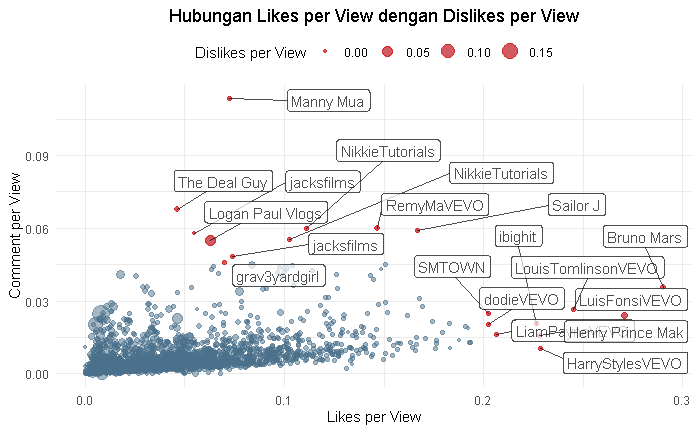 Hubungan Likes per View dengan Dislikes per View
Dislikes per View 0.00 0.05 0.10 0.15
Manny Mua
NikkieTutorials
The Deal Guy
jacksfilms
NikkieTutorials
Logan Paul Vlogs
RemyMaVEVO
Sailor J
jacksfilms
ibighit
Bruno Mars
grav3yardgirl
SMTOWN
LouisTomlinsonVEVO
dodieVEVO
LuisFonsiVEVO
Henry Prince Mak
HarryStylesVEVO
Comment per View
0.09
0.06
0.03
0.00
0.0 0.1 0.2 0.3
Likes per View